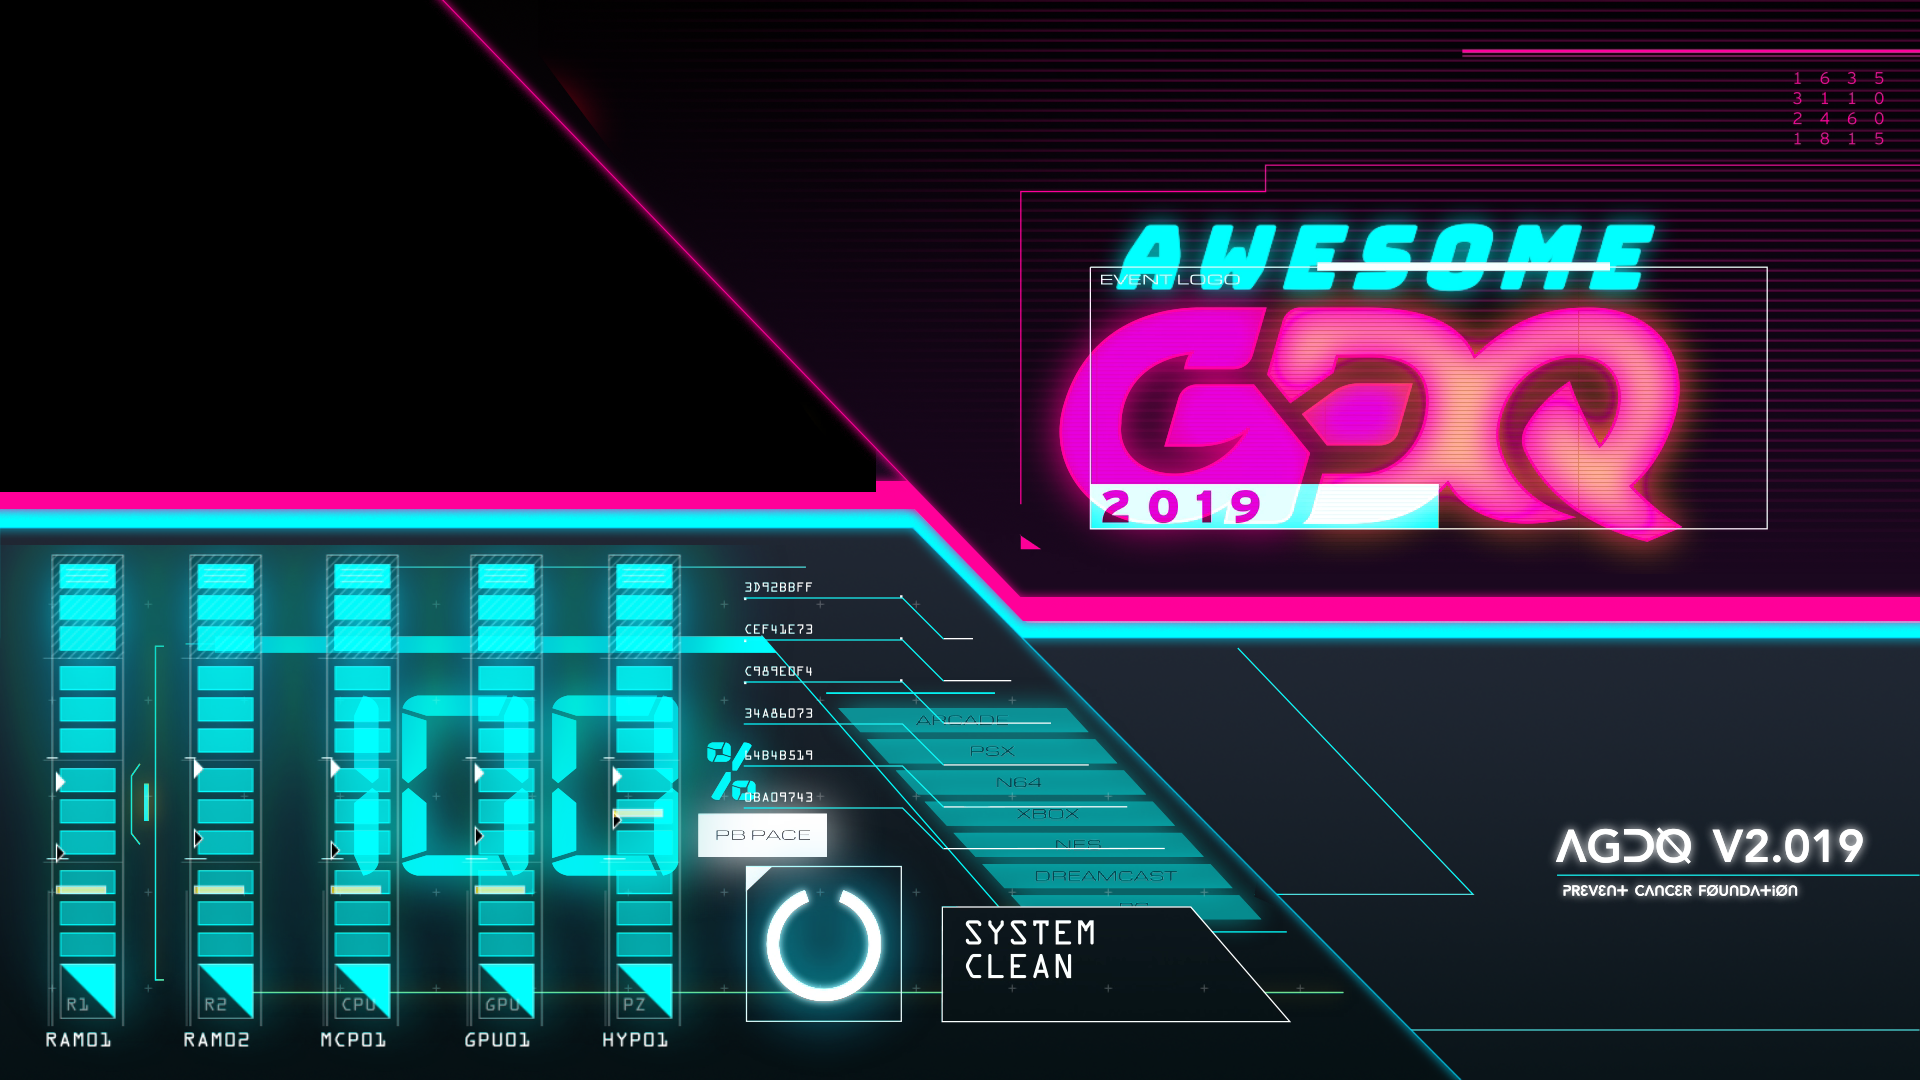 1 6 3 5
3 1 1 0
2 4 6 0
1 8 1 5
AWESOME
EVENT LOGO
GDQ
2019
3D92BBFF
CEF41E73
C989E0F4
34A86073
64B4B519
0BA09743
100%
PB PACE
ARCADE
PSX
N64
XBOX
NES
DREAMCAST
SYSTEM
CLEAN
R1
R2
CPU
GPU
PZ
RAM01
RAM02
MCP01
GPU01
HYP01
AGDQ V2.019
PREVENT CANCER FOUNDATION